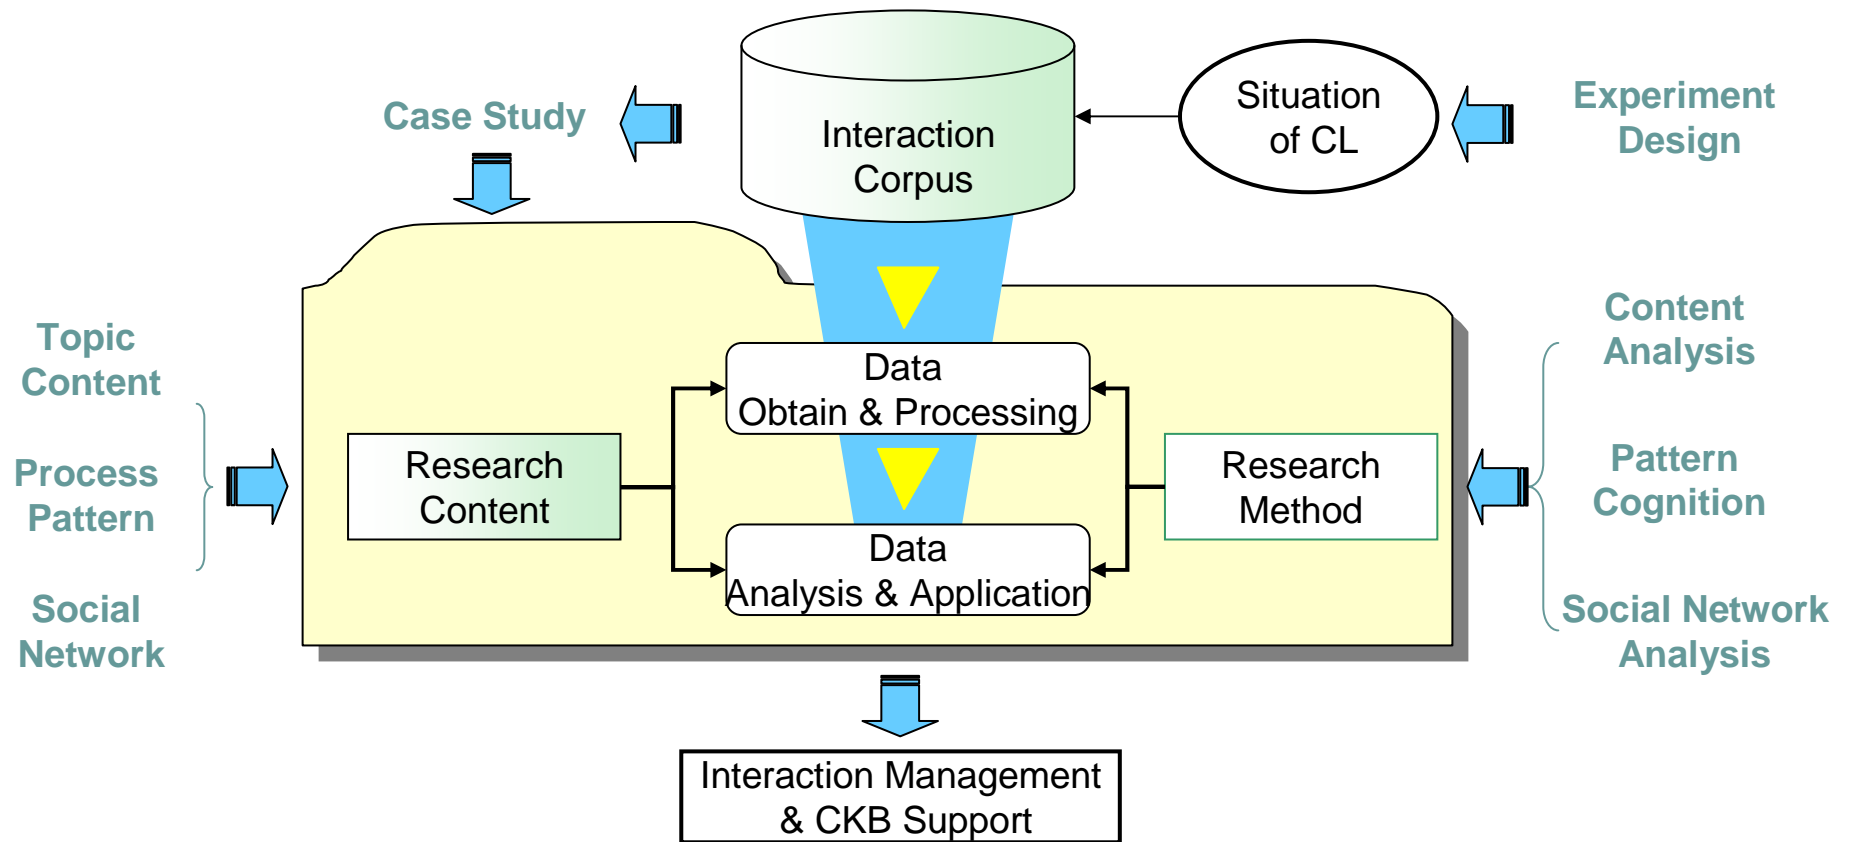 Case Study
Interaction
Corpus
Situation
of CL
Experiment
Design
Topic
Content
Process
Pattern
Social
Network
Research
Content
Data
Obtain & Processing
Data
Analysis & Application
Research
Method
Content
Analysis
Pattern
Cognition
Social Network
Analysis
Interaction Management
& CKB Support